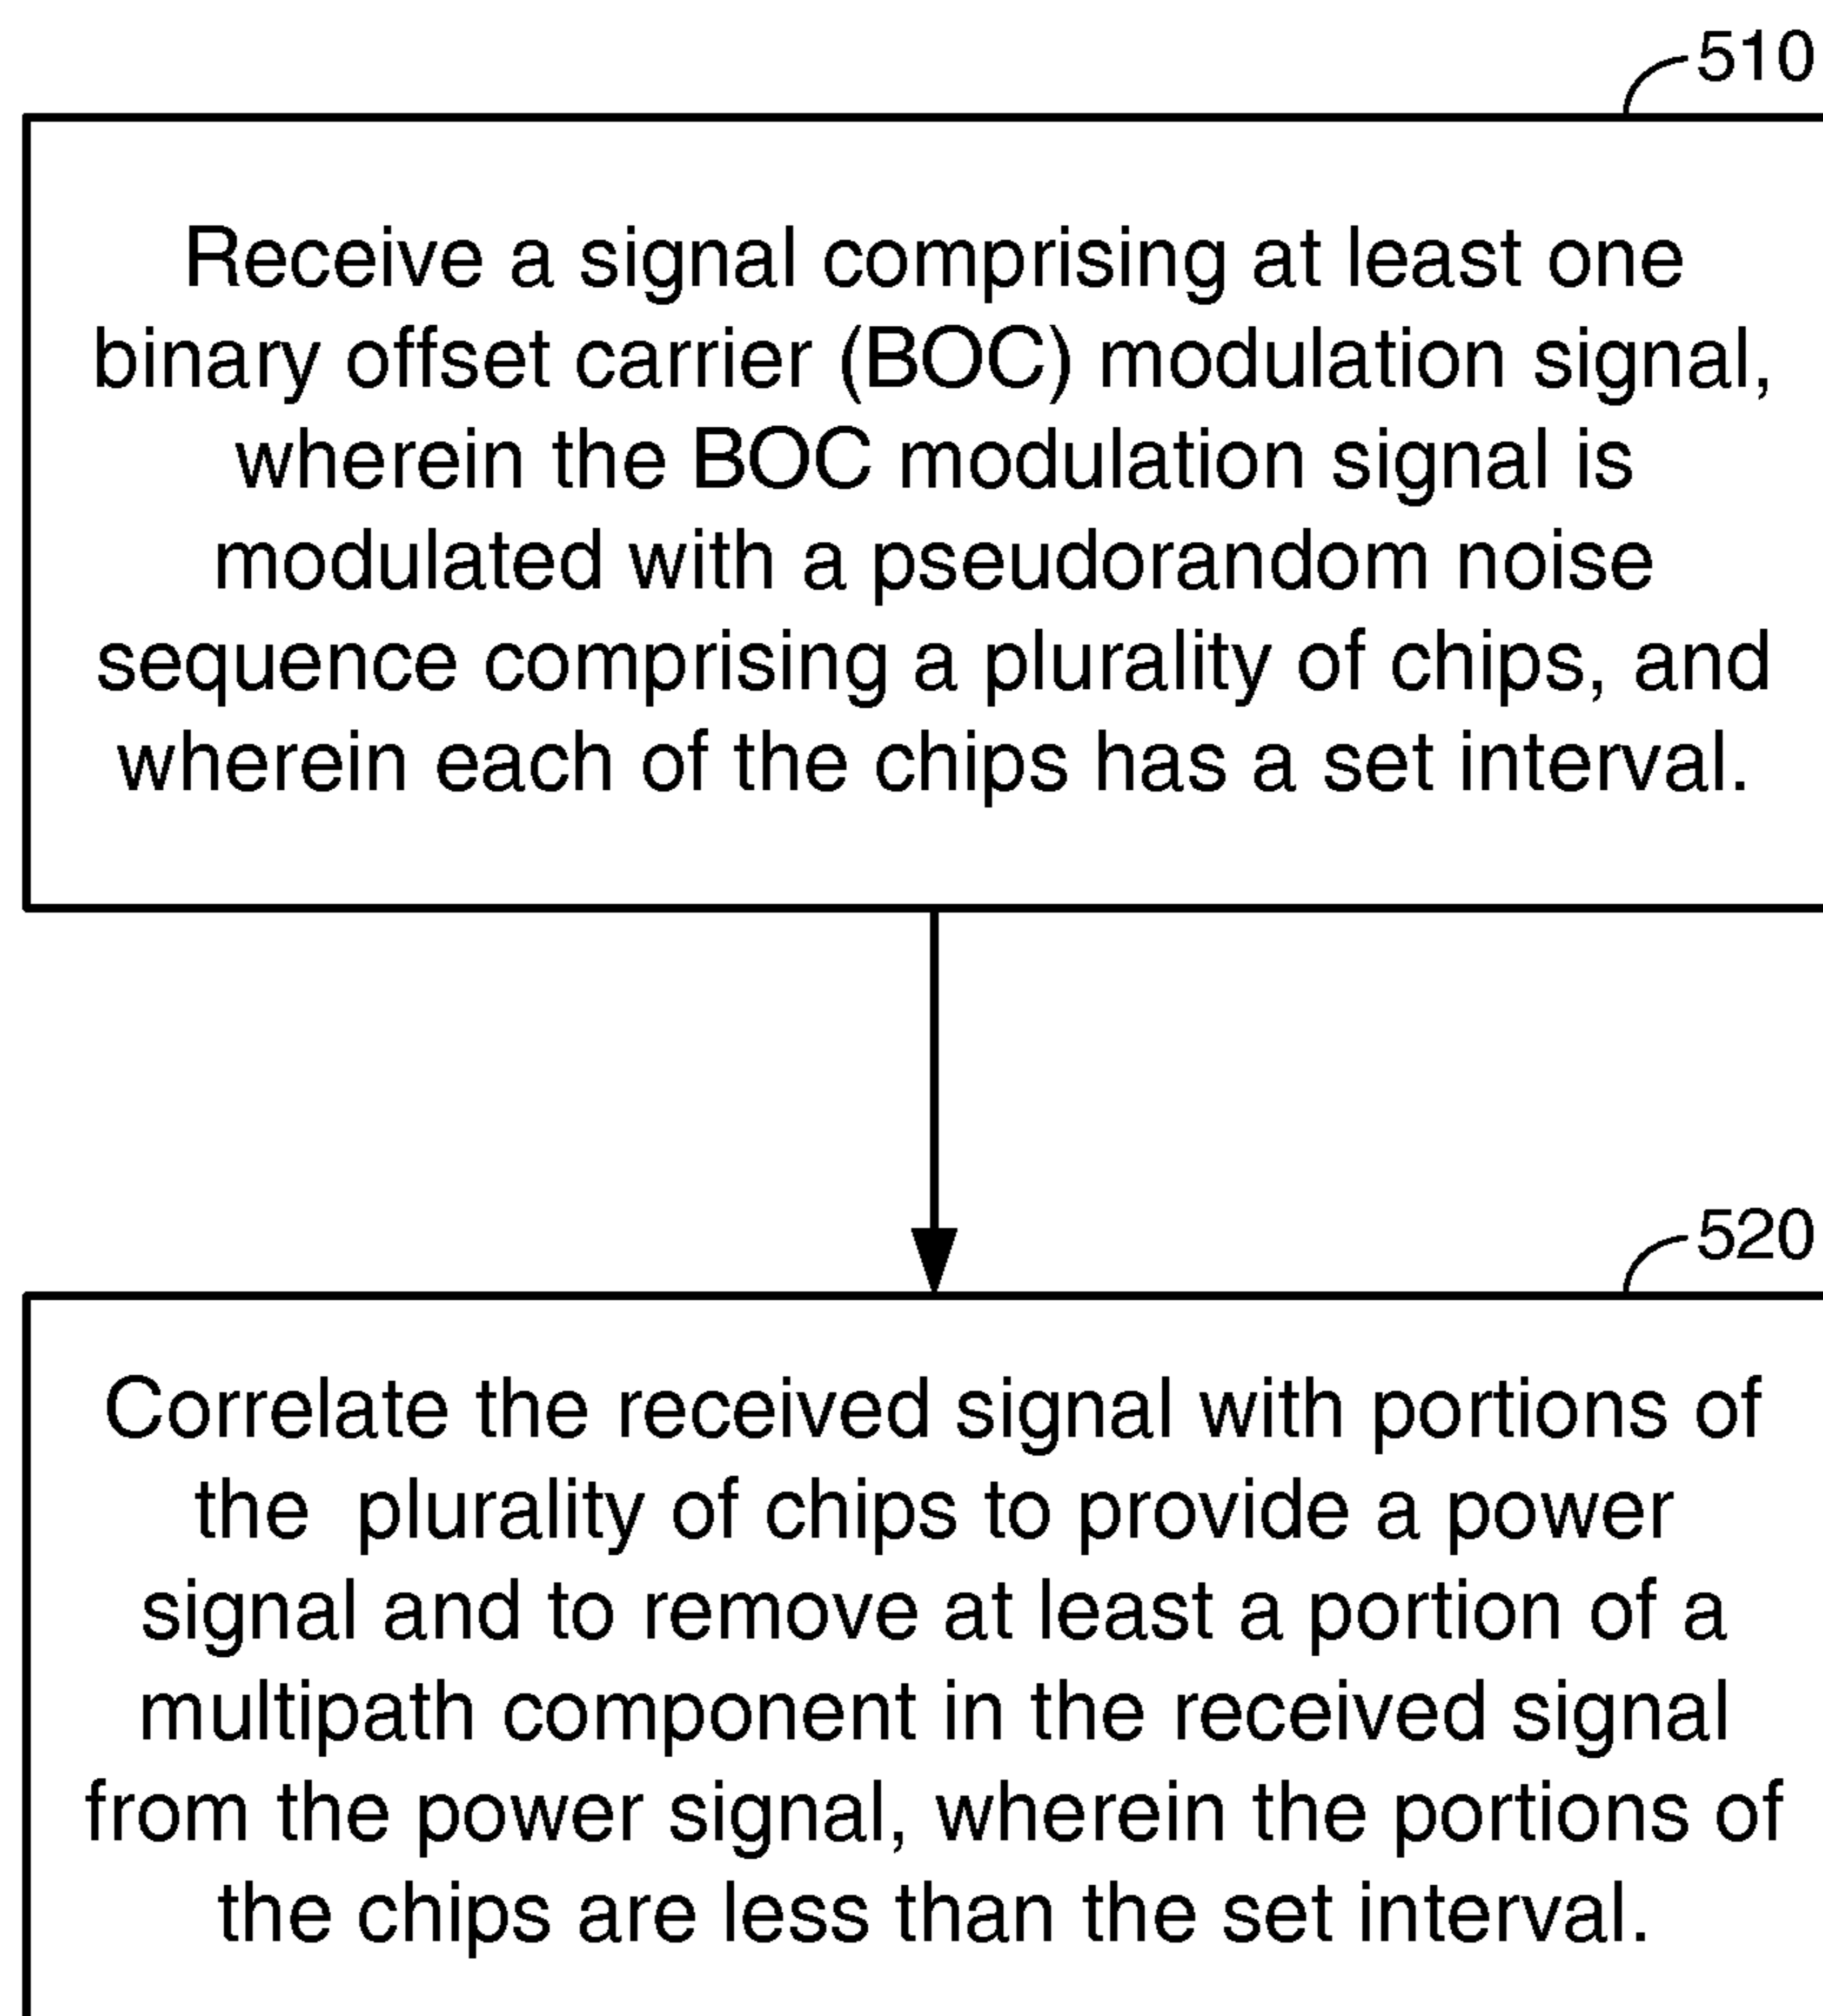 510
Receive a signal comprising at least one
binary offset carrier (BOC) modulation signal,
wherein the BOC modulation signal is
modulated with a pseudorandom noise
sequence comprising a plurality of chips, and
wherein each of the chips has a set interval.
520
Correlate the received signal with portions of
the  plurality of chips to provide a power
signal and to remove at least a portion of a
multipath component in the received signal
from the power signal, wherein the portions of
the chips are less than the set interval.